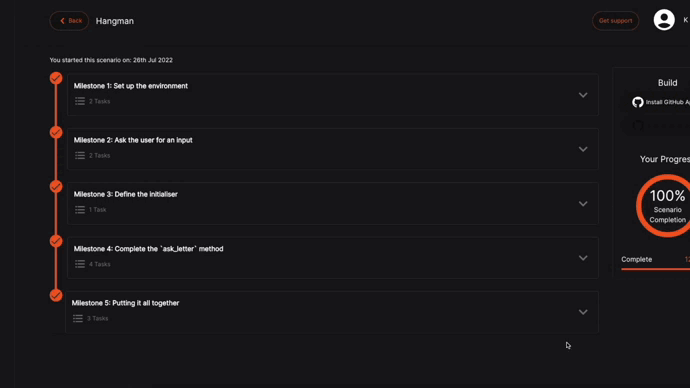 Back
Hangman
Get support
K
You started this scenario on: 26th Jul 2022
Milestone 1: Set up the environment
2 Tasks
Milestone 2: Ask the user for an input
2 Tasks
Milestone 3: Define the initialiser
1 Task
Milestone 4: Complete the `ask_letter` method
4 Tasks
Milestone 5: Putting it all together
3 Tasks
Build
Install GitHub Ap
Your Progres
100%
Scenario
Completion
Complete